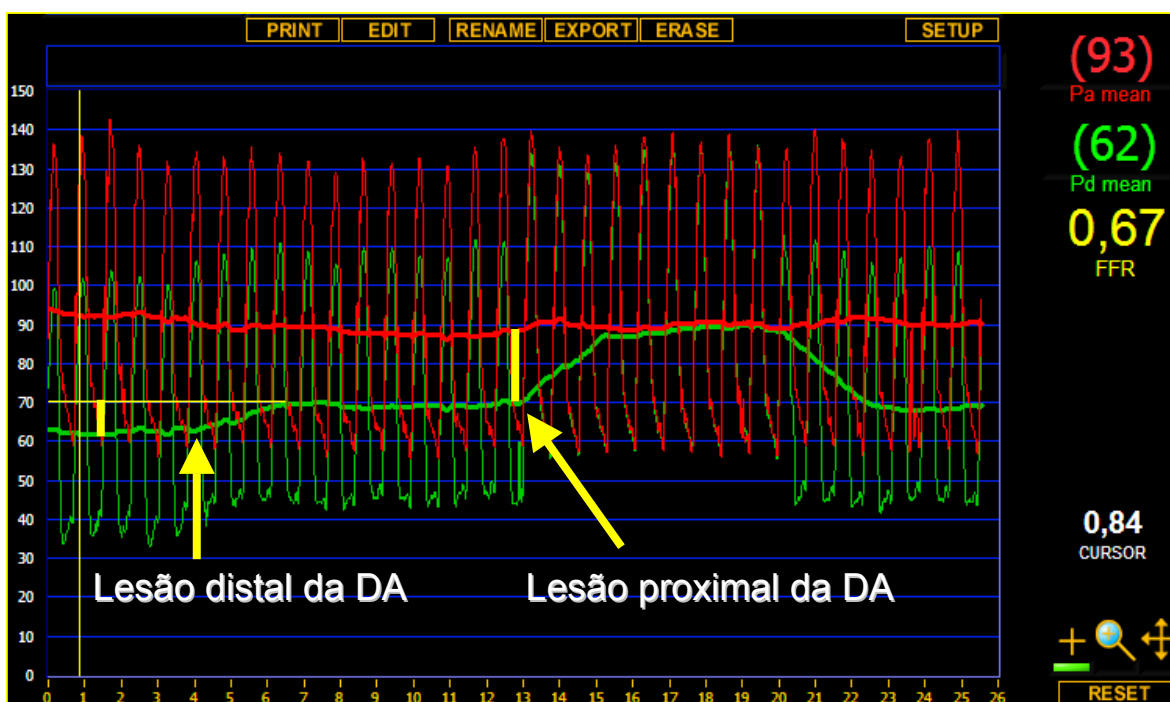 PRINT EDIT RENAME EXPORT ERASE SETUP
(93)
Pa mean
(62)
Pd mean
0,67
FFR
0,84
CURSOR
RESET
150
140
130
120
110
100
90
80
70
60
50
40
30
20
10
0
Lesão distal da DA
Lesão proximal da DA
0 1 2 3 4 5 6 7 8 9 10 11 12 13 14 15 16 17 18 19 20 21 22 23 24 25 26